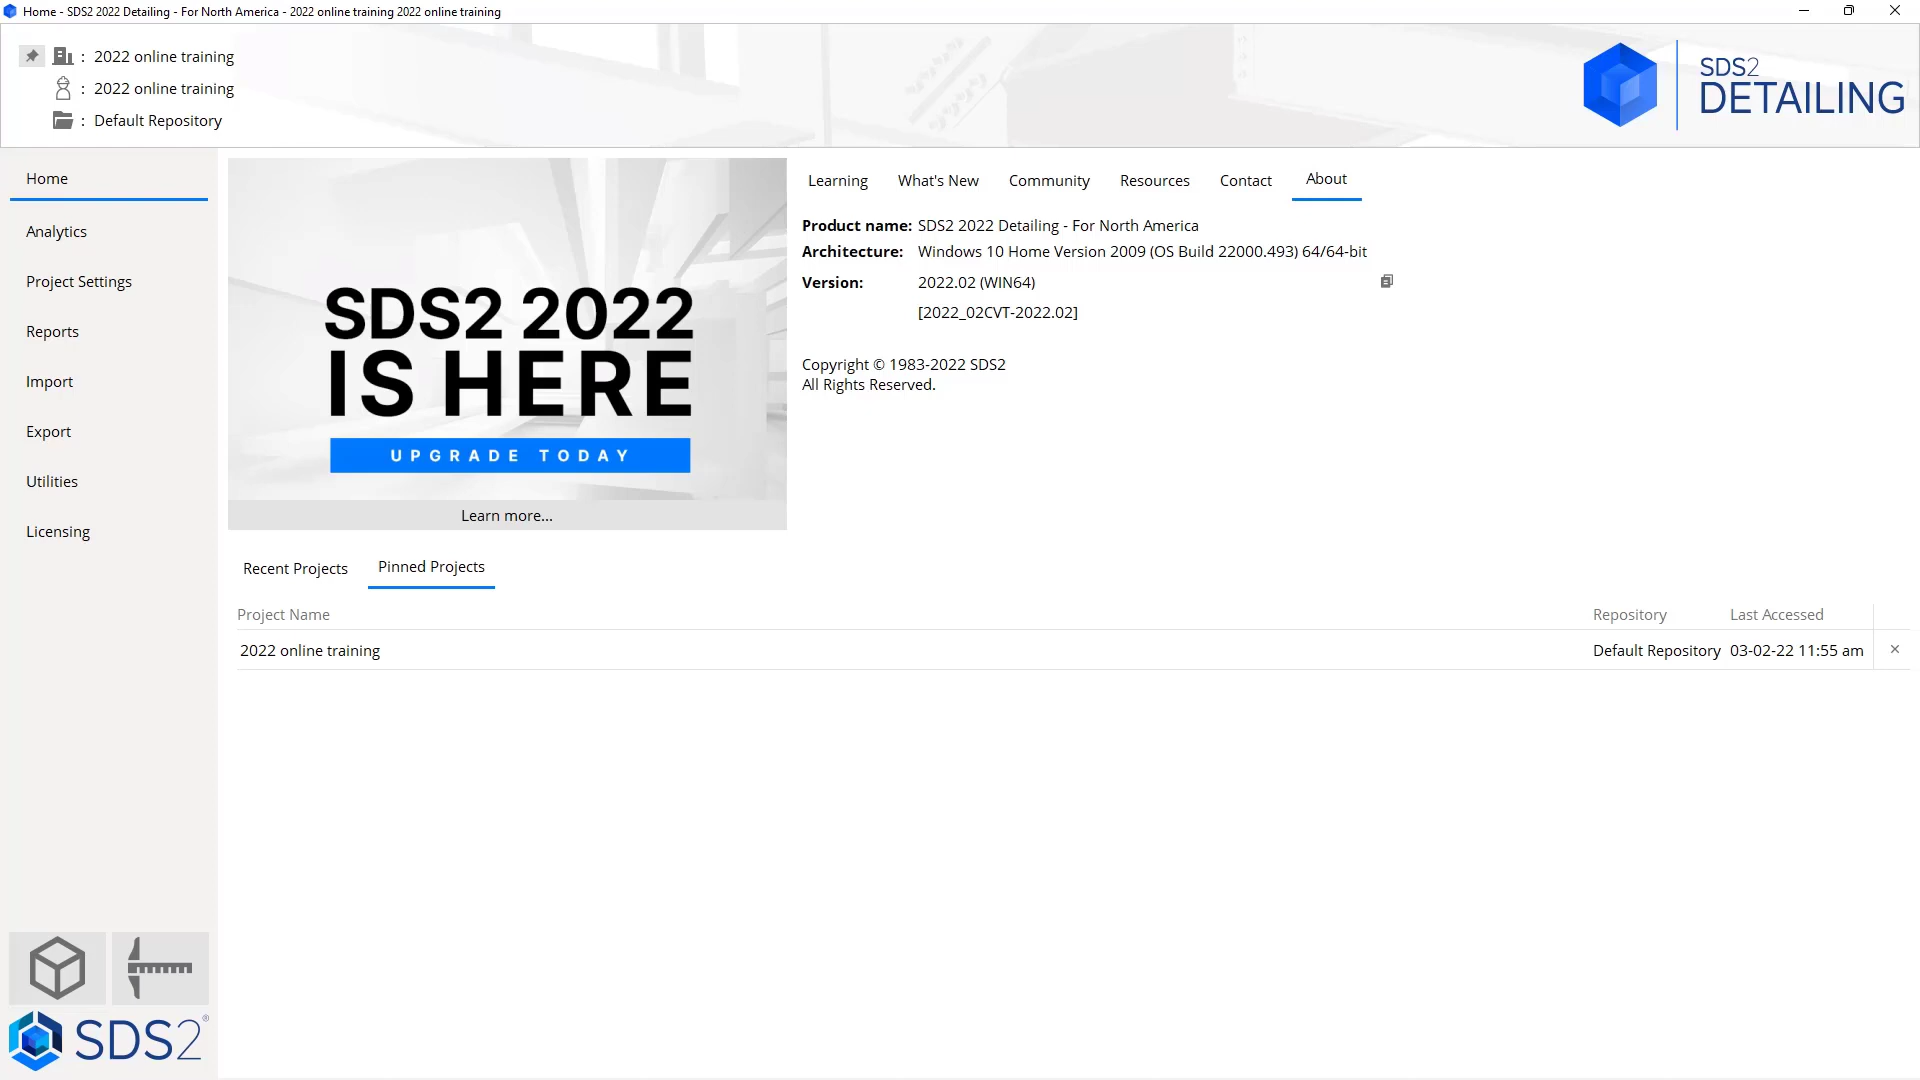 Home - SDS2 2022 Detailing - For North America - 2022 online training 2022 online training
: 2022 online training
: 2022 online training
: Default Repository
SDS2
DETAILING
Home
Analytics
Project Settings
Reports
Import
Export
Utilities
Licensing
SDS2 2022
IS HERE
UPGRADE TODAY
Learn more...
Learning What's New Community Resources Contact About
Product name: SDS2 2022 Detailing - For North America
Architecture: Windows 10 Home Version 2009 (OS Build 22000.493) 64/64-bit
Version: 2022.02 (WIN64)
[2022_02CVT-2022.02]
Copyright © 1983-2022 SDS2
All Rights Reserved.
Recent Projects Pinned Projects
Project Name Repository Last Accessed
2022 online training Default Repository 03-02-22 11:55 am
SDS2®